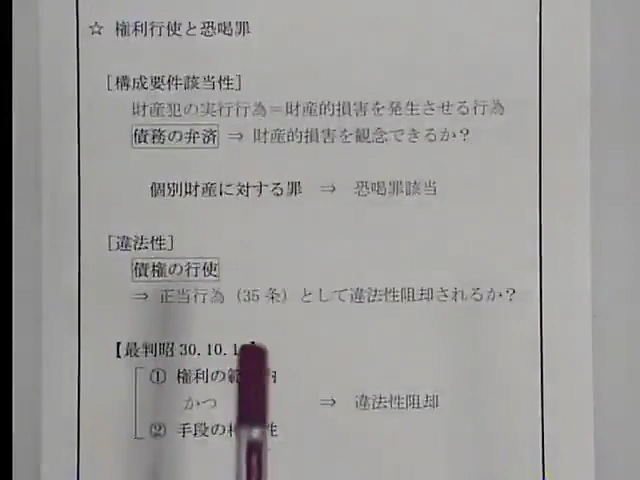 ☆ 権利行使と恐喝罪
[構成要件該当性]
財産犯の実行行為＝財産的損害を発生させる行為
債務の弁済 ⇒ 財産的損害を観念できるか？
個別財産に対する罪 ⇒ 恐喝罪該当
[違法性]
債権の行使
⇒ 正当行為（35条）として違法性阻却されるか？
【最判昭30.10.1
① 権利の範 内
かつ ⇒ 違法性阻却
② 手段の 性